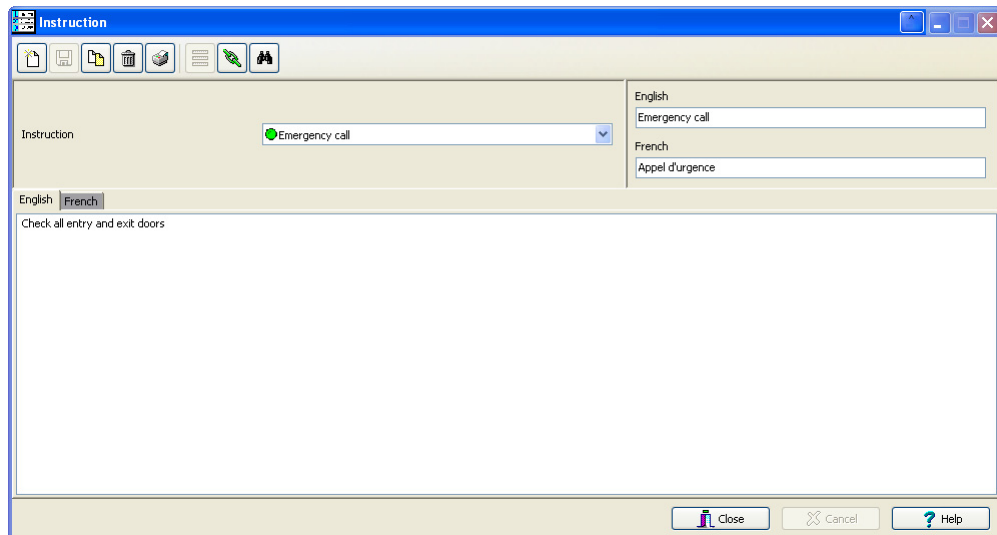 Instruction
English
Emergency call
Instruction
Emergency call
French
Appel d'urgence
English French
Check all entry and exit doors
Close Cancel Help